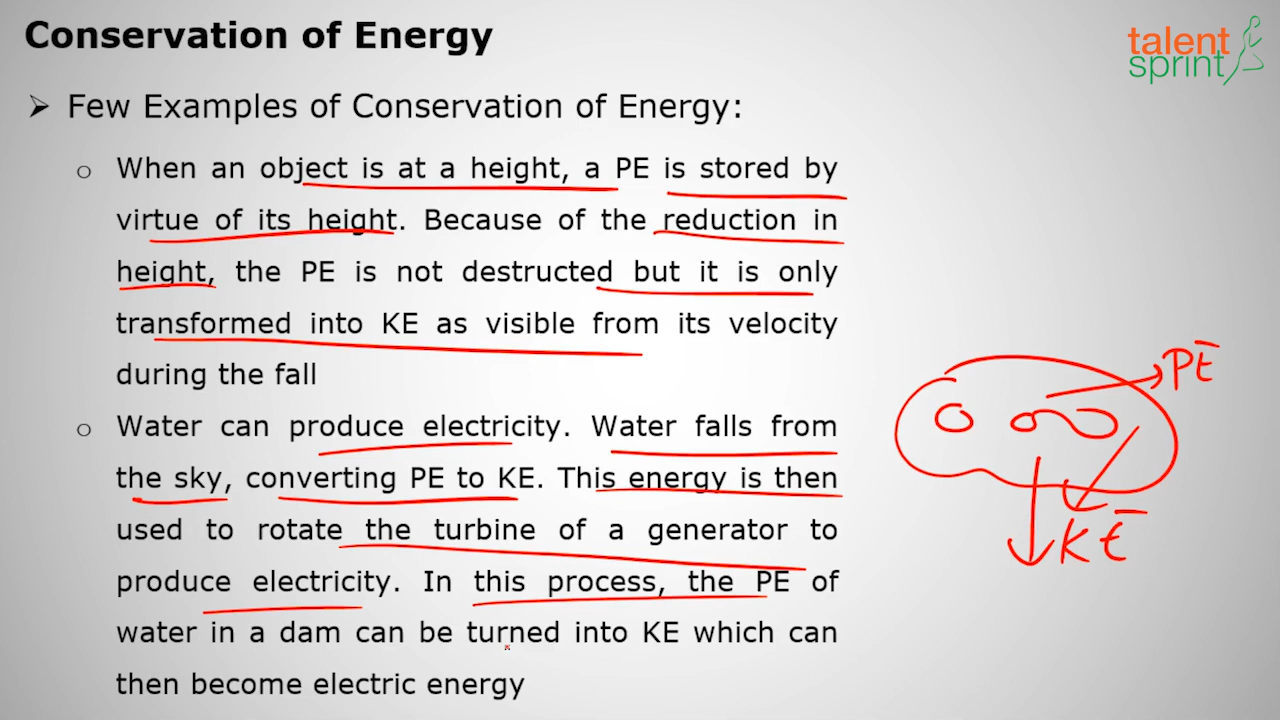 Conservation of Energy
talent
sprint
➢ Few Examples of Conservation of Energy:
o When an object is at a height, a PE is stored by
virtue of its height. Because of the reduction in
height, the PE is not destructed but it is only
transformed into KE as visible from its velocity
during the fall
o Water can produce electricity. Water falls from
the sky, converting PE to KE. This energy is then
used to rotate the turbine of a generator to
produce electricity. In this process, the PE of
water in a dam can be turned into KE which can
then become electric energy
PE
KE